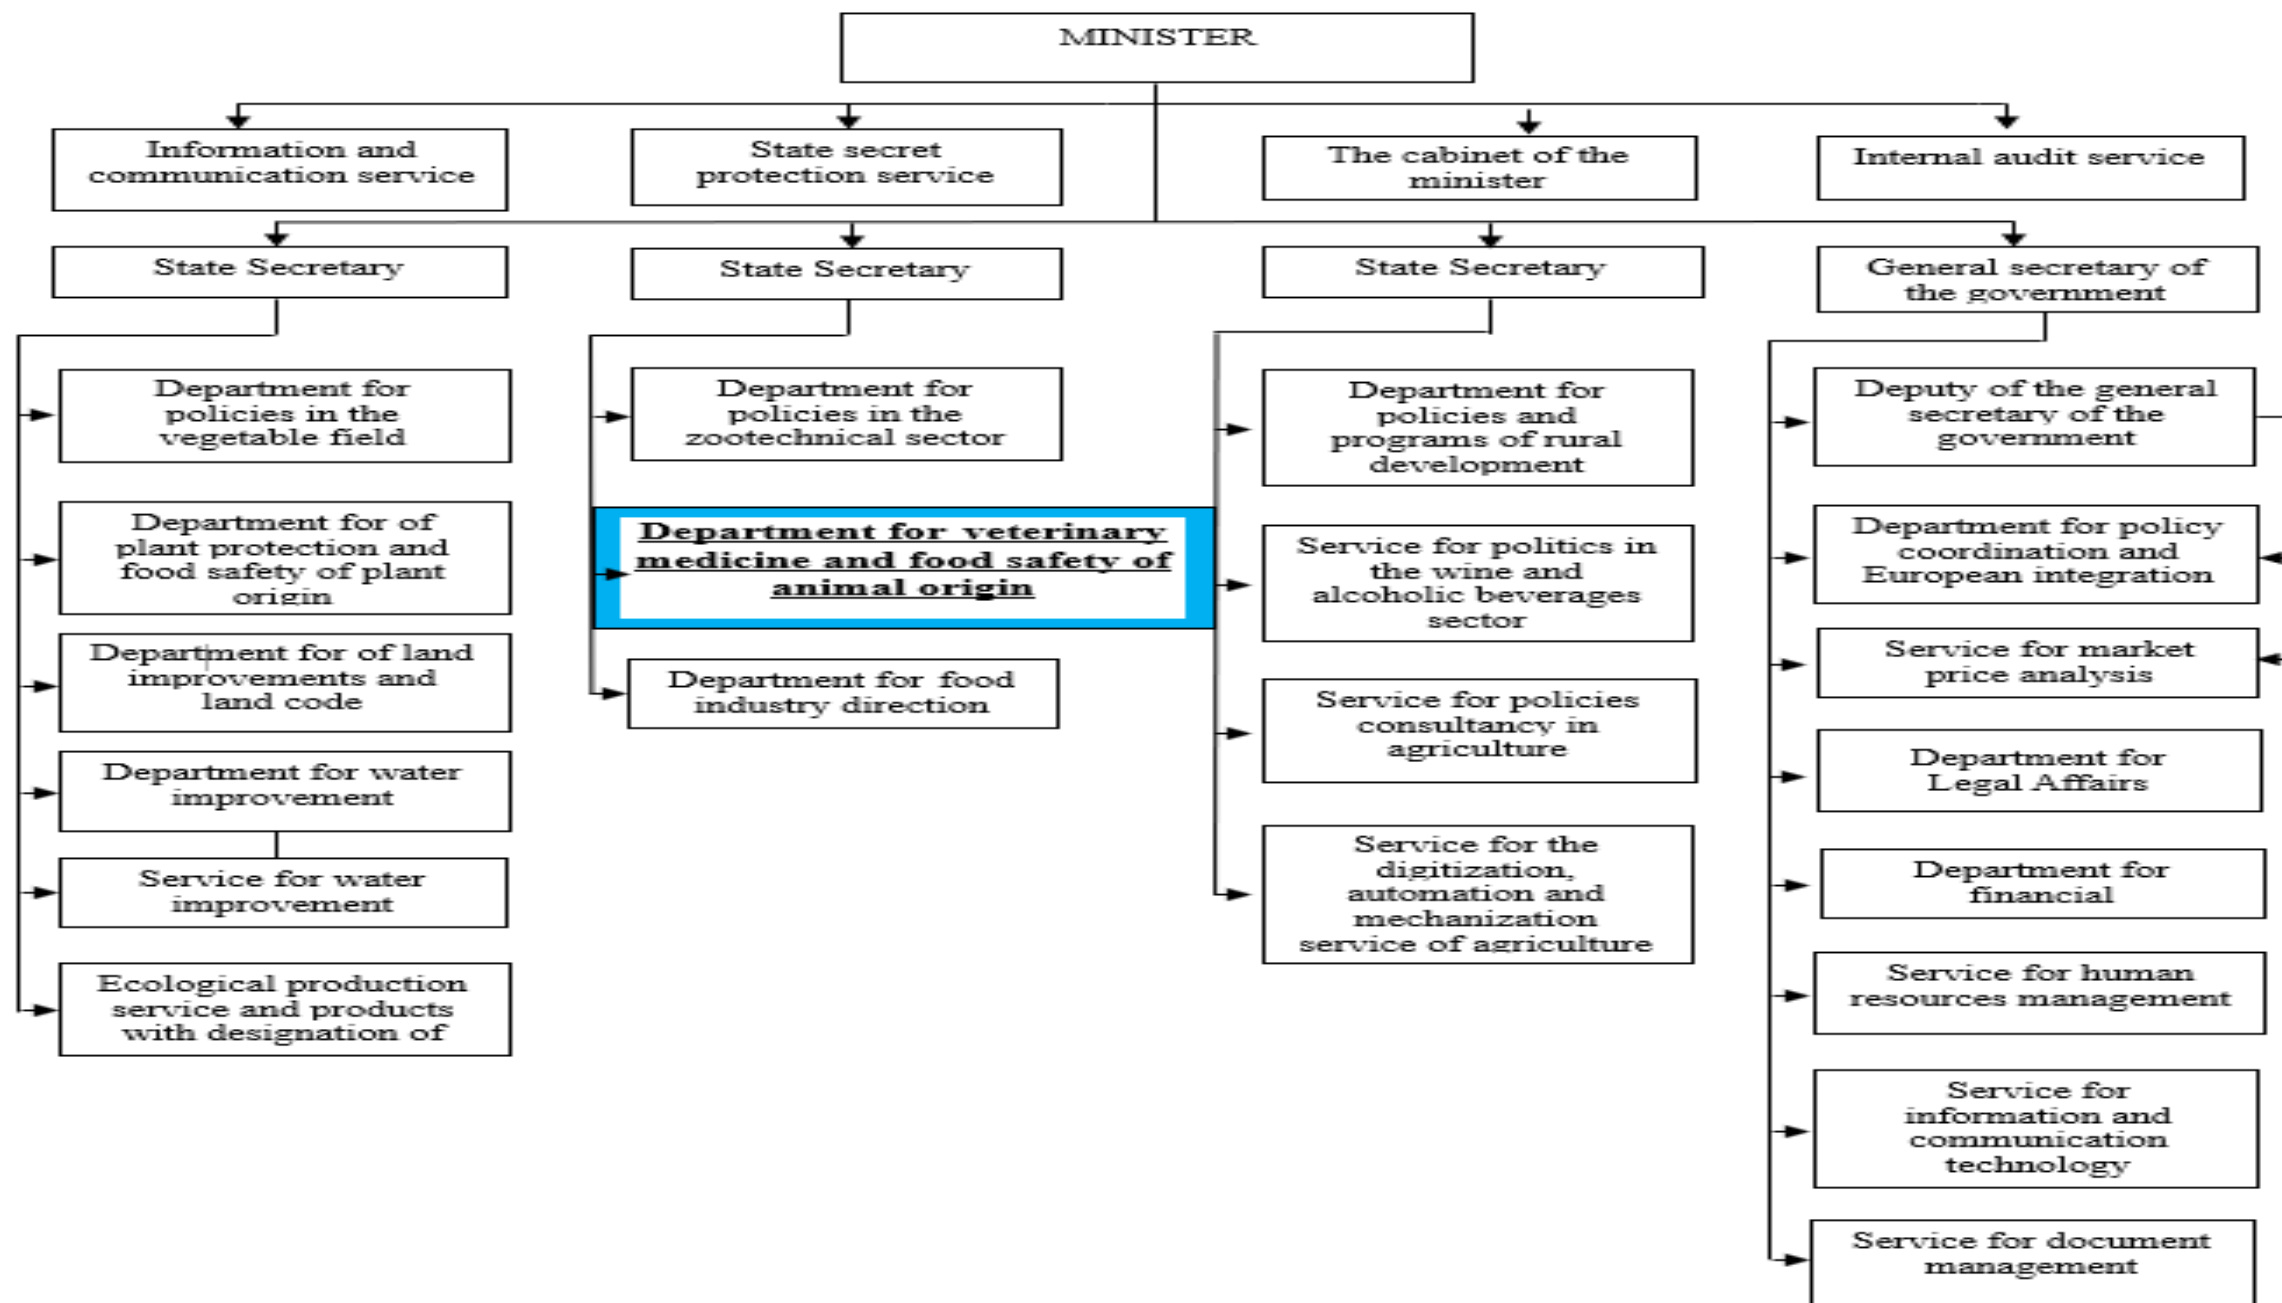 MINISTER
Information and
communication service
State secret
protection service
The cabinet of the
minister
Internal audit service
State Secretary
State Secretary
State Secretary
General secretary of
the government
Department for
policies in the
vegetable field
Department for of
plant protection and
food safety of plant
origin
Department for of land
improvements and
land code
Department for water
improvement
Service for water
improvement
Ecological production
service and products
with designation of
Department for
policies in the
zootechnical sector
Department for veterinary
medicine and food safety of
animal origin
Department for food
industry direction
Department for
policies and
programs of rural
development
Service for politics in
the wine and
alcoholic beverages
sector
Service for policies
consultancy in
agriculture
Service for the
digitization,
automation and
mechanization
service of agriculture
Deputy of the general
secretary of the
government
Department for policy
coordination and
European integration
Service for market
price analysis
Department for
Legal Affairs
Department for
financial
Service for human
resources management
Service for
information and
communication
technology
Service for document
management